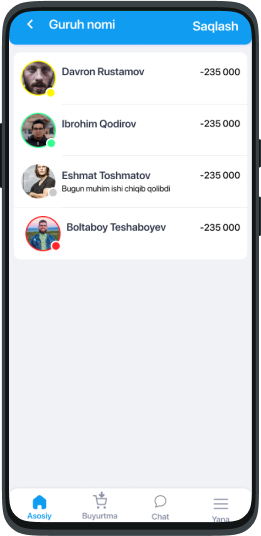 Guruh nomi
Saqlash
Davron Rustamov
-235 000
Ibrohim Qodirov
-235 000
Eshmat Toshmatov
-235 000
Bugun muhim ishi chiqib qolibdi
Boltaboy Teshaboyev
-235 000
Asosiy
Buyurtma
Chat
Yana